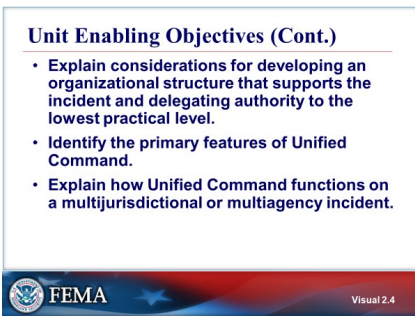 Unit Enabling Objectives (Cont.)
• Explain considerations for developing an
organizational structure that supports the
incident and delegating authority to the
lowest practical level.
• Identify the primary features of Unified
Command.
• Explain how Unified Command functions on
a multijurisdictional or multiagency incident.
FEMA
Visual 2.4